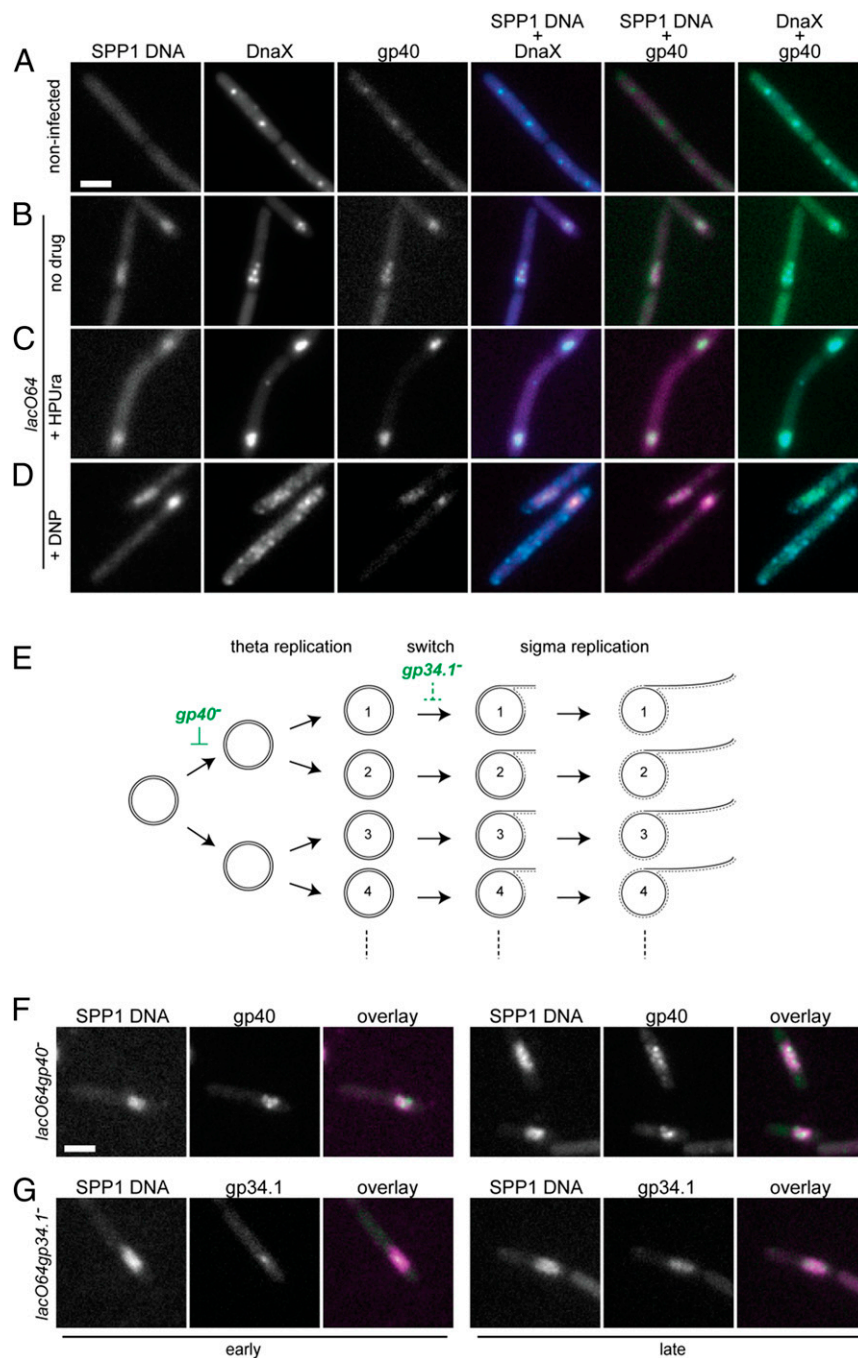 SPP1 DNA
DnaX
gp40
SPP1 DNA
+
DnaX
SPP1 DNA
+
gp40
DnaX
+
gp40
A
non-infected
B
no drug
C
lacO64
+ HPUra
D
+ DNP
E
theta replication
switch
sigma replication
gp34.1-
gp40-
1
1
1
2
2
2
3
3
3
4
4
4
F
SPP1 DNA
gp40
overlay
SPP1 DNA
gp40
overlay
lacO64gp40-
G
SPP1 DNA
gp34.1
overlay
SPP1 DNA
gp34.1
overlay
lacO64gp34.1-
early
late